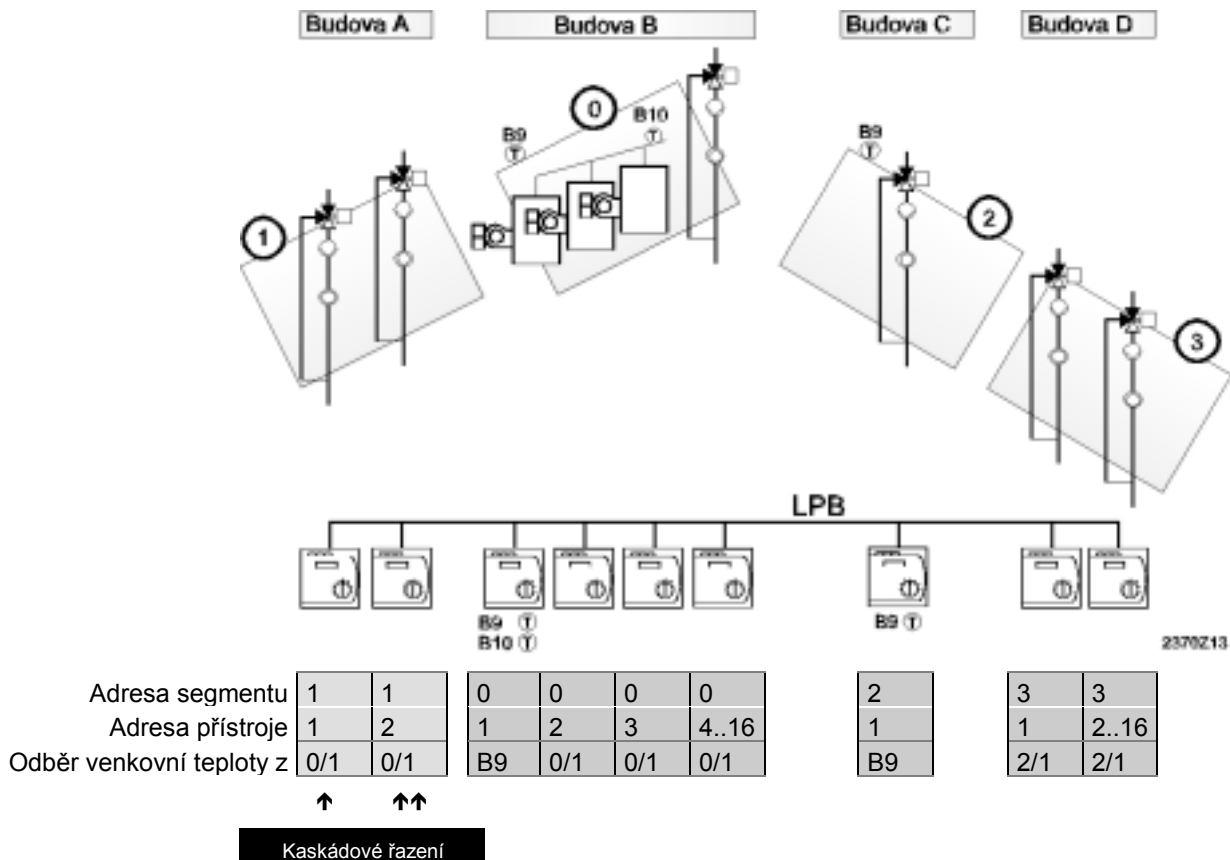 Budova A Budova B Budova C Budova D
0
B10
B9
T
T
B9
T
1
2
3
LPB
B9 T
B10 T
B9 T
2370Z13
Adresa segmentu 1 1 0 0 0 0 2 3 3
Adresa přístroje 1 2 1 2 3 4..16 1 1 2..16
Odběr venkovní teploty z 0/1 0/1 B9 0/1 0/1 0/1 B9 2/1 2/1
↑ ↑↑
Kaskádové řazení